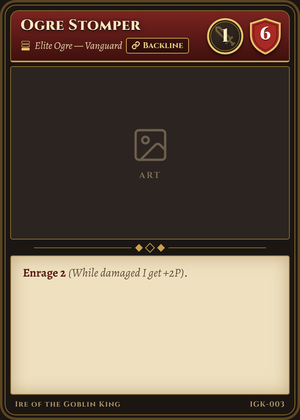 Ogre Stomper
Elite Ogre — Vanguard Backline
1
6
ART
Enrage 2 (While damaged I get +2P).
Ire of the Goblin King IGK-003